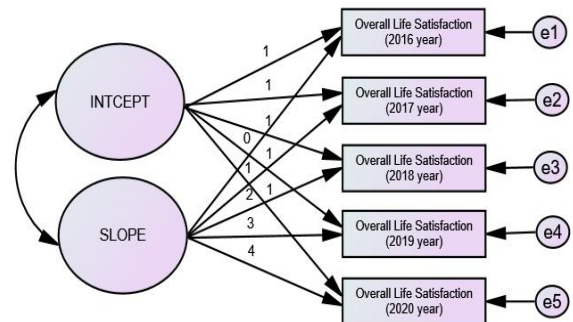 INTCEPT
SLOPE
1
1
1
0
1
1
2
1
3
4
Overall Life Satisfaction
(2016 year)
Overall Life Satisfaction
(2017 year)
Overall Life Satisfaction
(2018 year)
Overall Life Satisfaction
(2019 year)
Overall Life Satisfaction
(2020 year)
e1
e2
e3
e4
e5